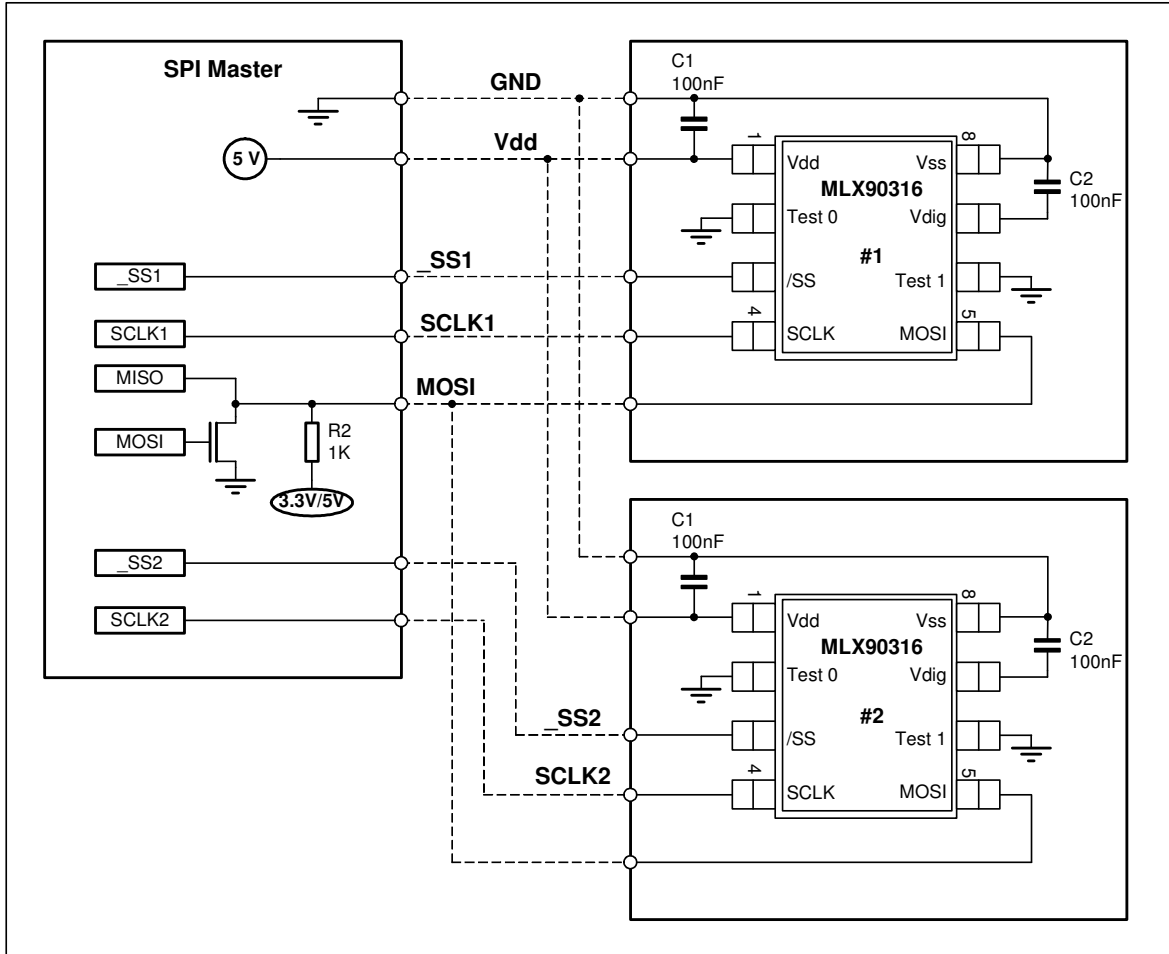 SPI Master
GND
5 V
Vdd
_SS1
_SS1
SCLK1
SCLK1
MISO
MOSI
MOSI
R2
1K
3.3V/5V
_SS2
SCLK2
_SS2
SCLK2
C1
100nF
1
8
Vdd
Vss
MLX90316
C2
100nF
Test 0
Vdig
#1
/SS
Test 1
4
5
SCLK
MOSI
C1
100nF
1
8
Vdd
Vss
MLX90316
C2
100nF
Test 0
Vdig
#2
/SS
Test 1
4
5
SCLK
MOSI